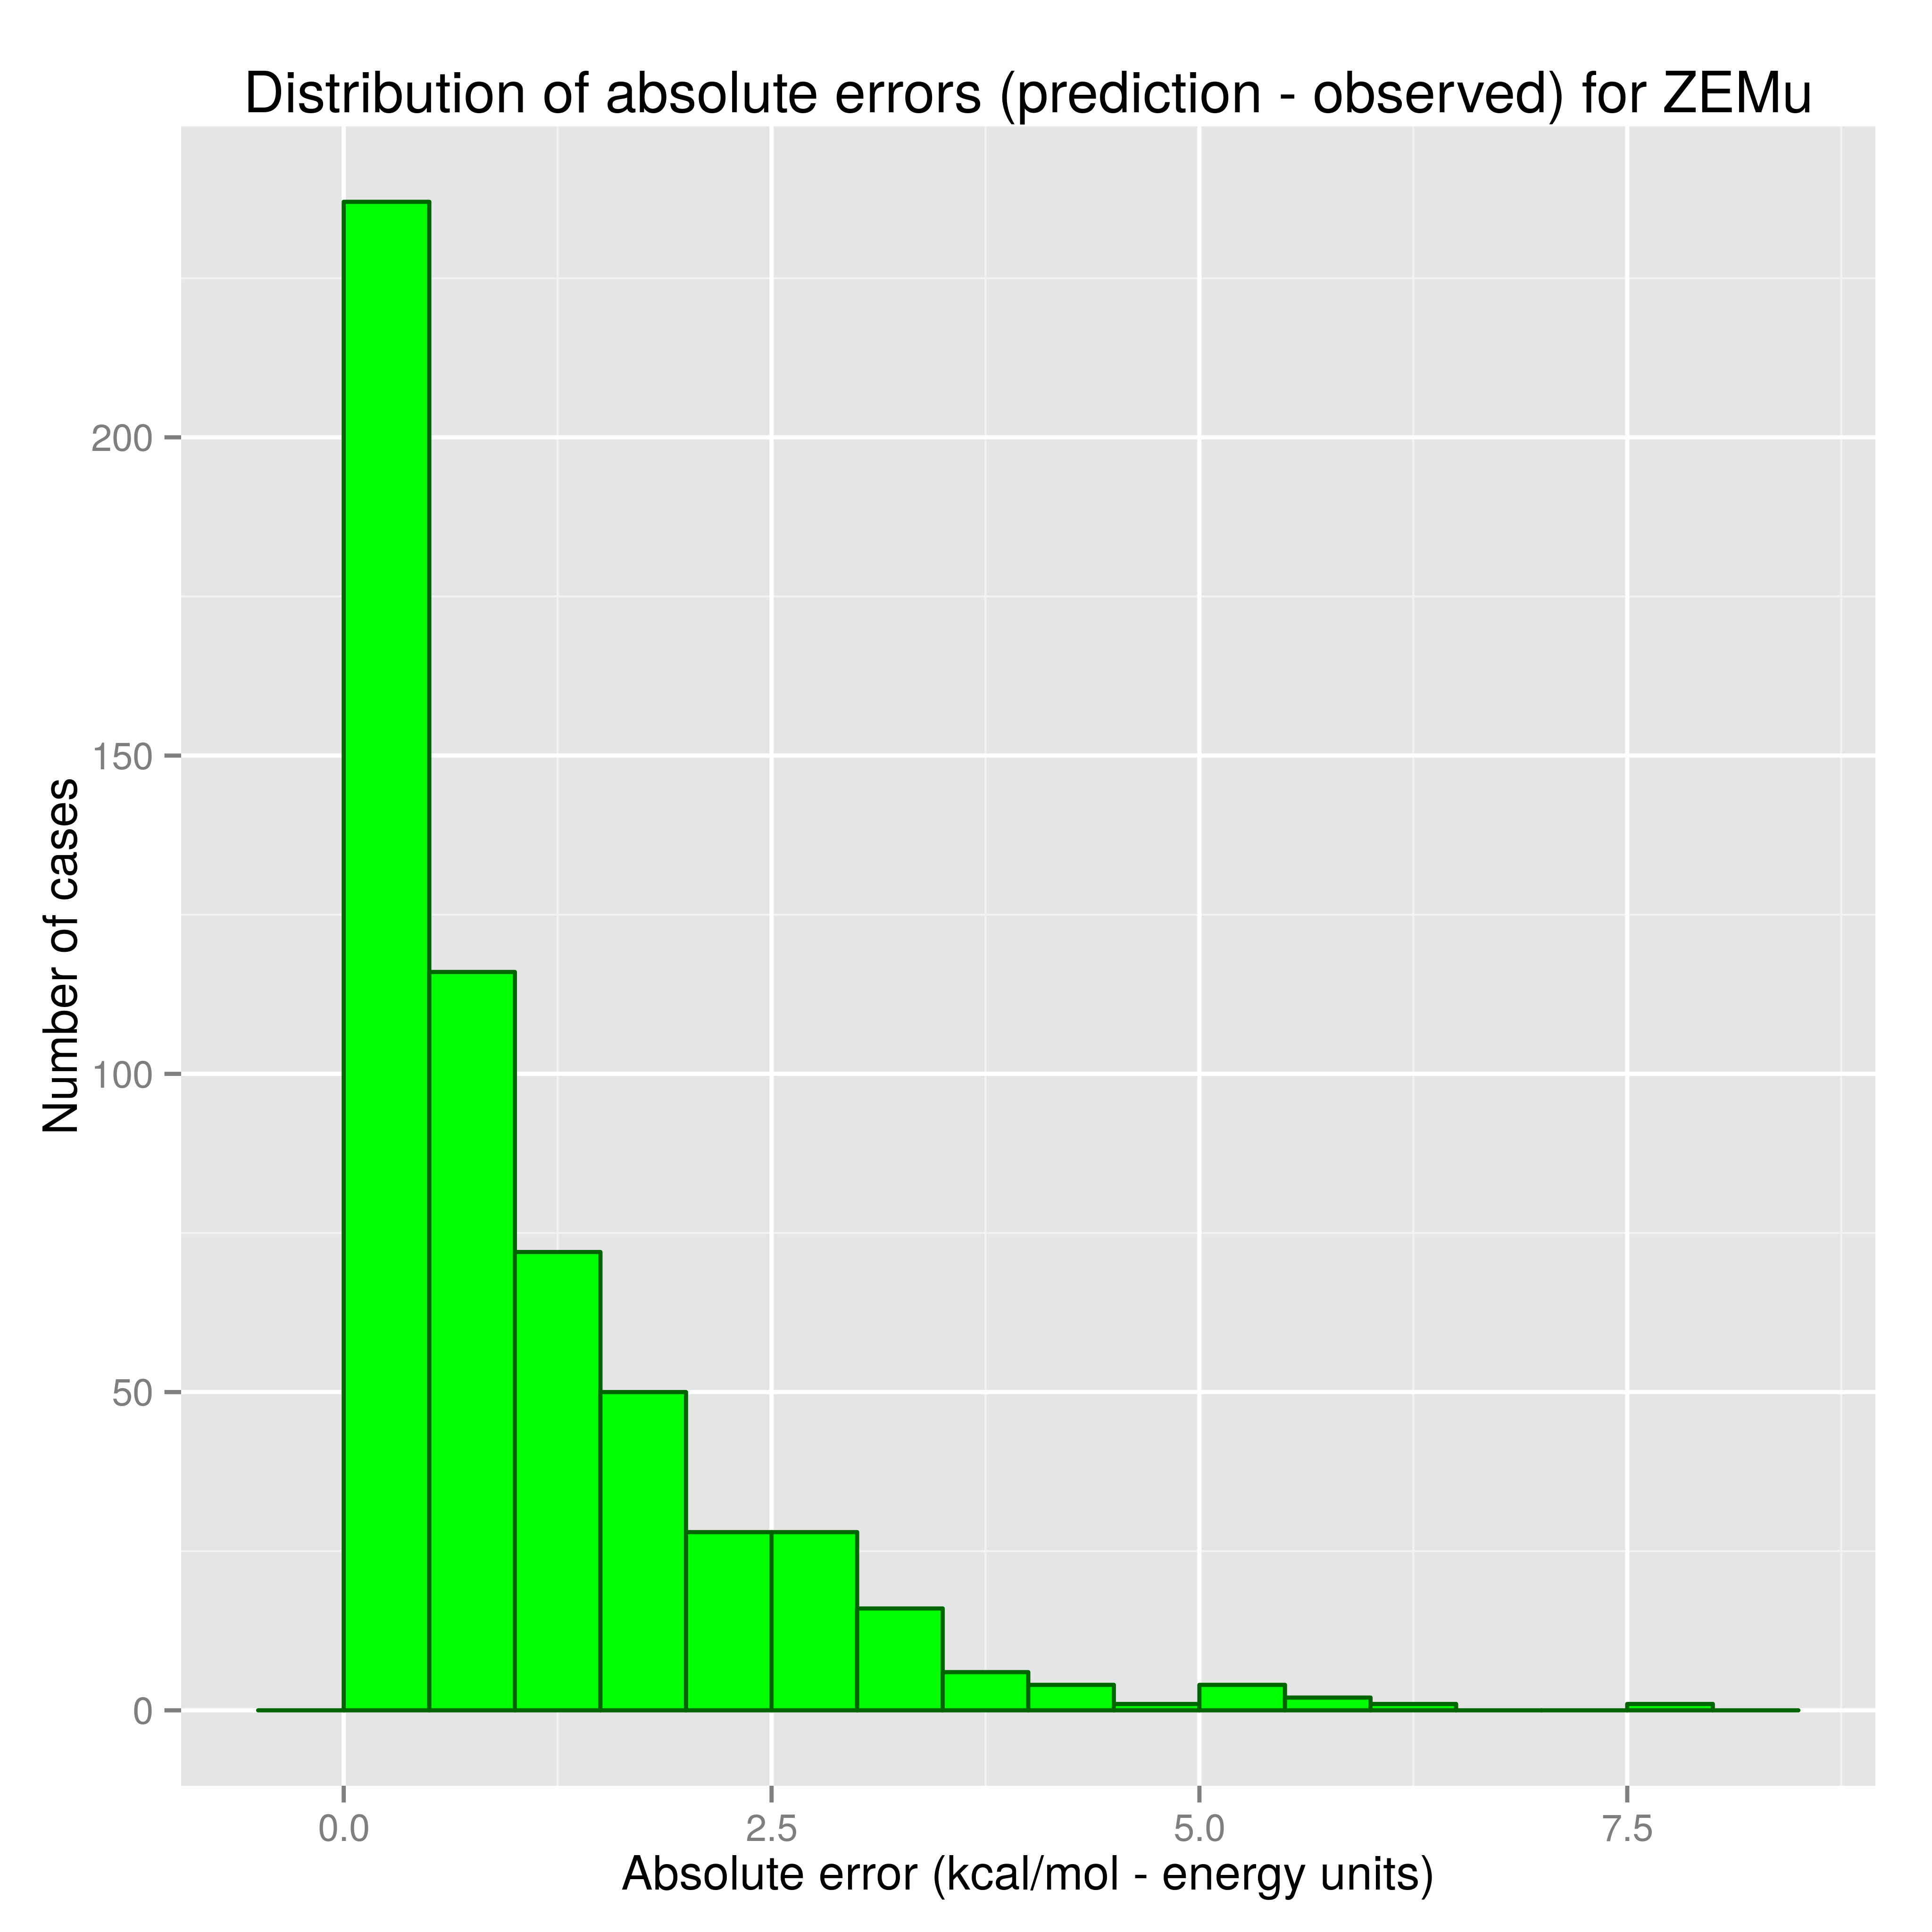 Distribution of absolute errors (prediction - observed) for ZEMu
Number of cases
200
150
100
50
0
0.0 2.5 5.0 7.5
Absolute error (kcal/mol - energy units)